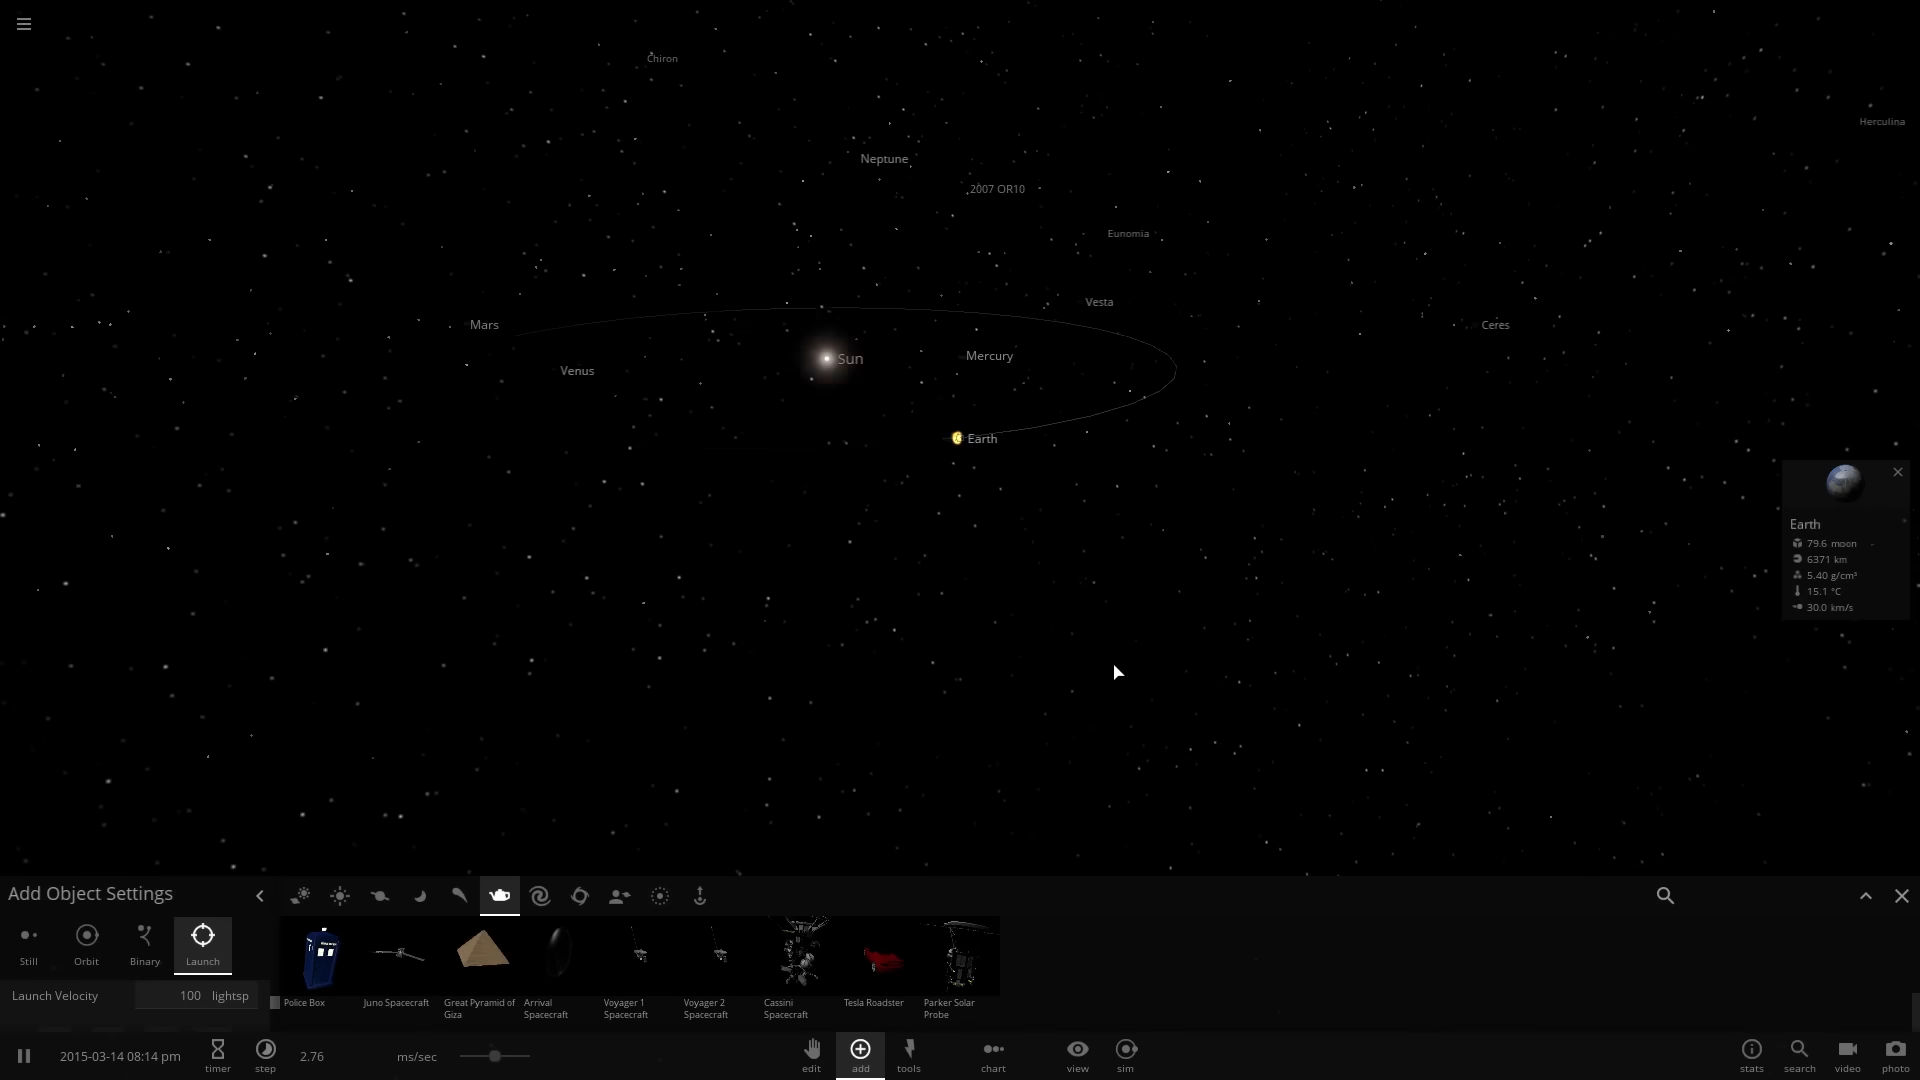 Chiron
Herculina
Neptune
2007 OR10
Eunomia
Vesta
Mars
Ceres
Sun
Mercury
Venus
Earth
Earth
79.6 moon
6371 km
5.40 g/cm³
15.1 °C
30.0 km/s
Add Object Settings
Still
Orbit
Binary
Launch
Launch Velocity 100 lightsp
Police Box
Juno Spacecraft
Great Pyramid of
Giza
Arrival
Spacecraft
Voyager 1
Spacecraft
Voyager 2
Spacecraft
Cassini
Spacecraft
Tesla Roadster
Parker Solar
Probe
2015-03-14 08:14 pm
timer
step
2.76 ms/sec
edit
add
tools
chart
view
sim
stats
search
video
photo